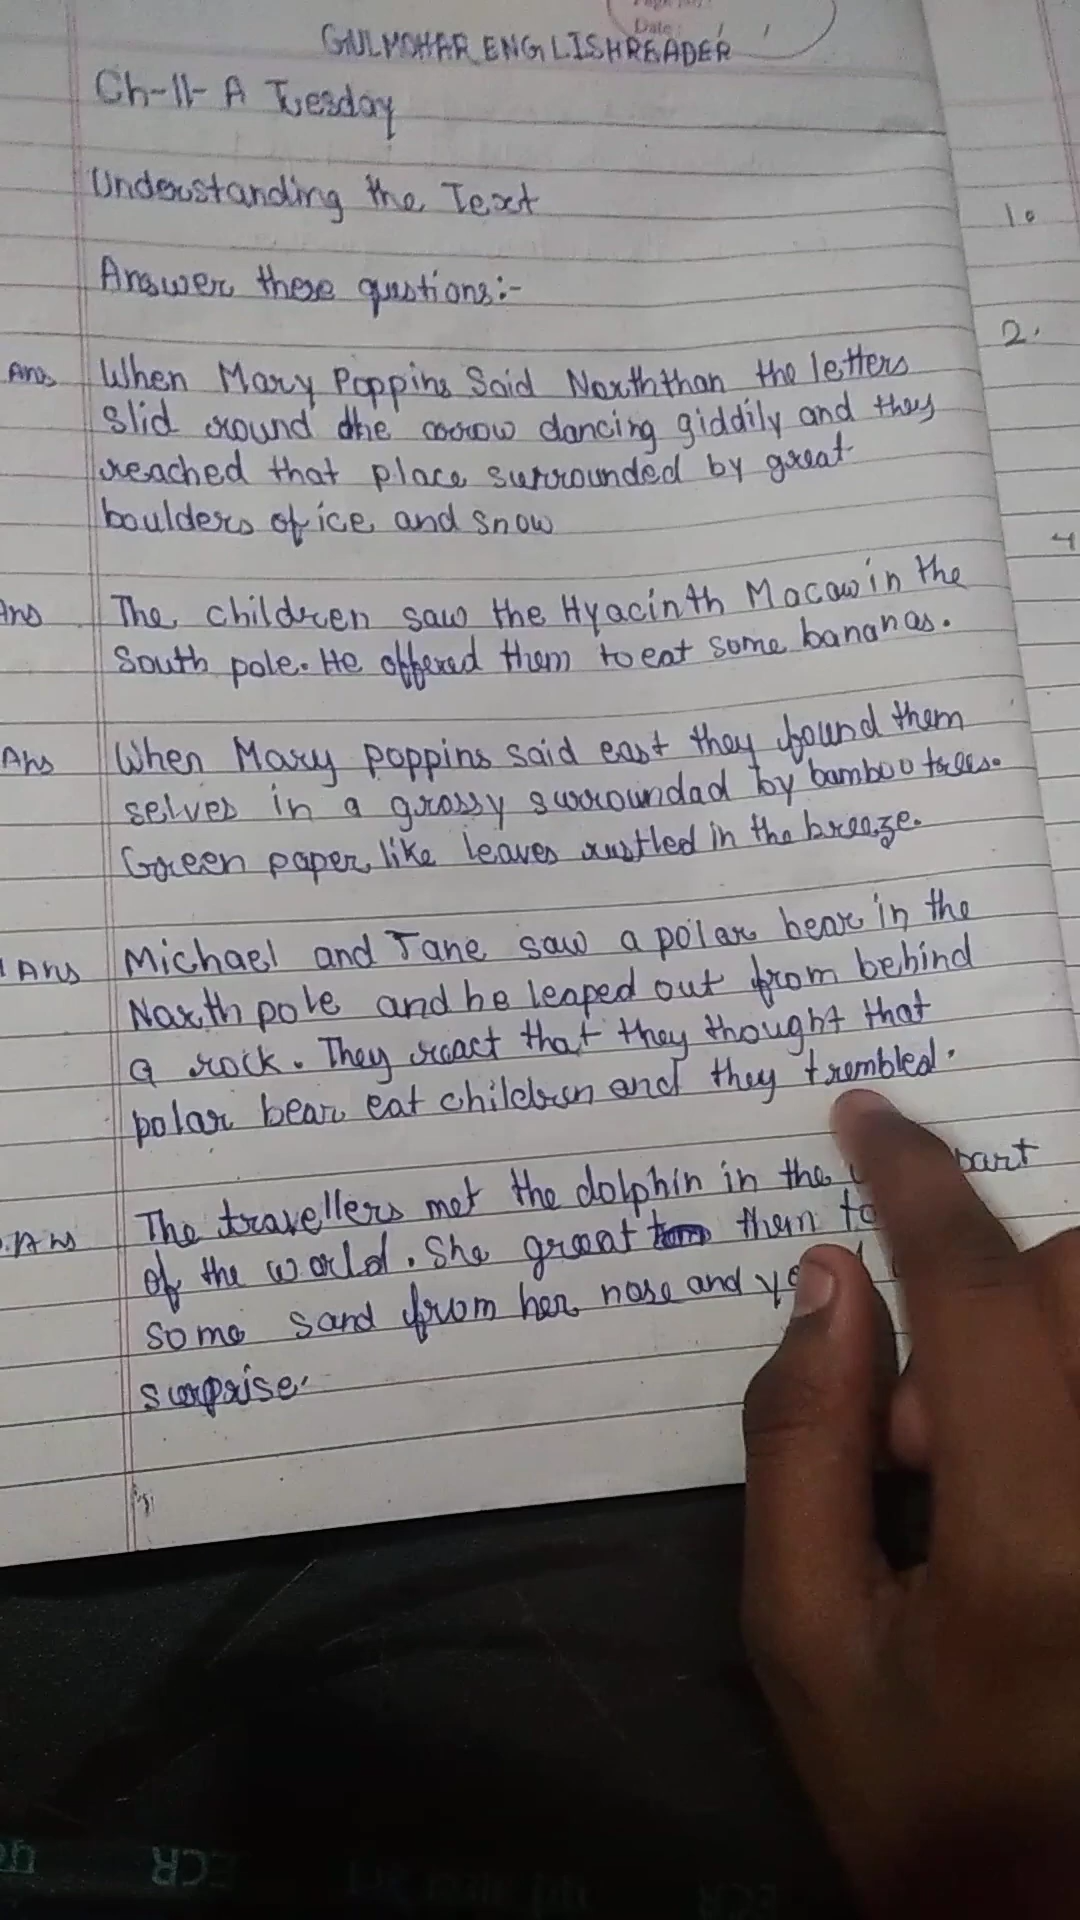 Date:
GULMOHAR ENGLISH READER
Ch-11- A Tuesday
Understanding the Text
Answer these qustions:-
Ans When Mary Poppins Said North than the letters
slid round the corrow dancing giddily and they
reached that place surrounded by great
boulders of ice and snow
Ans The children saw the Hyacinth Macaw in the
South pole. He offered them to eat some bananas.
Ans When Mary poppins said east they found them
selves in a grassy surroundad by bamboo trees.
Green paper like leaves rustled in the breeze.
Ans Michael and Jane saw a polar bear in the
North pole and he leaped out from behind
a rock. They react that they thought that
polar bear eat children and they trembled.
Ans The travellers met the dolphin in the part
of the world. She great them to
some sand from her nose and
surprise.
1.
2.
4
ECR
ECR